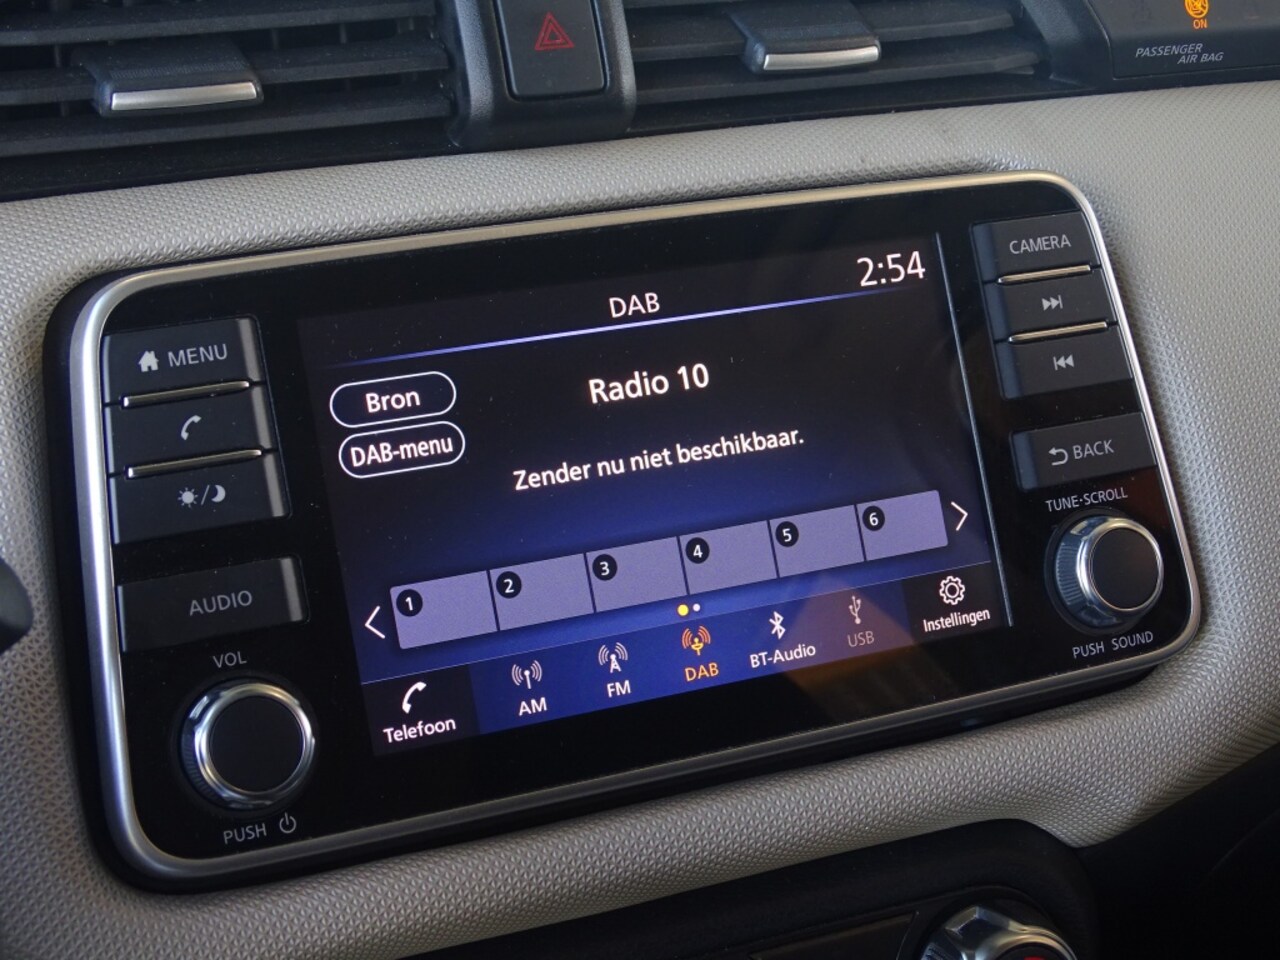 ON
PASSENGER
AIR BAG
2:54
DAB
CAMERA
MENU
Bron
Radio 10
DAB-menu
Zender nu niet beschikbaar.
BACK
TUNE·SCROLL
1 2 3 4 5 6
AUDIO
VOL
Telefoon
AM
FM
DAB
BT-Audio
USB
Instellingen
PUSH SOUND
PUSH